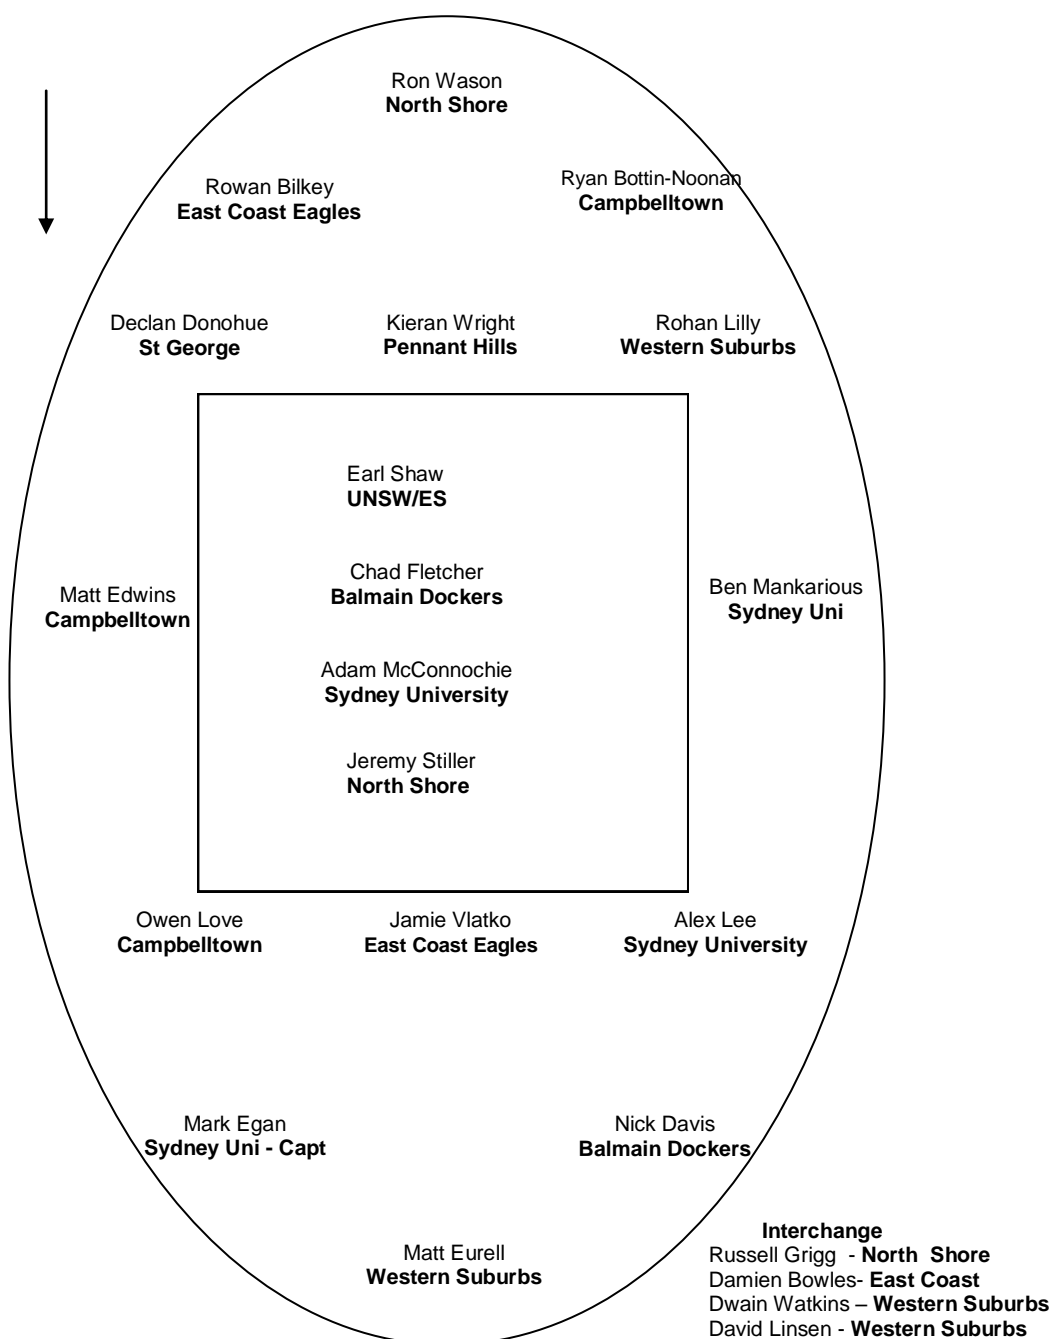 Ron Wason
North Shore
Rowan Bilkey
East Coast Eagles
Ryan Bottin-Noonan
Campbelltown
Declan Donohue
St George
Kieran Wright
Pennant Hills
Rohan Lilly
Western Suburbs
Earl Shaw
UNSW/ES
Chad Fletcher
Balmain Dockers
Matt Edwins
Campbelltown
Ben Mankarious
Sydney Uni
Adam McConnochie
Sydney University
Jeremy Stiller
North Shore
Owen Love
Campbelltown
Jamie Vlatko
East Coast Eagles
Alex Lee
Sydney University
Mark Egan
Sydney Uni - Capt
Nick Davis
Balmain Dockers
Matt Eurell
Western Suburbs
Interchange
Russell Grigg - North Shore
Damien Bowles- East Coast
Dwain Watkins – Western Suburbs
David Linsen - Western Suburbs